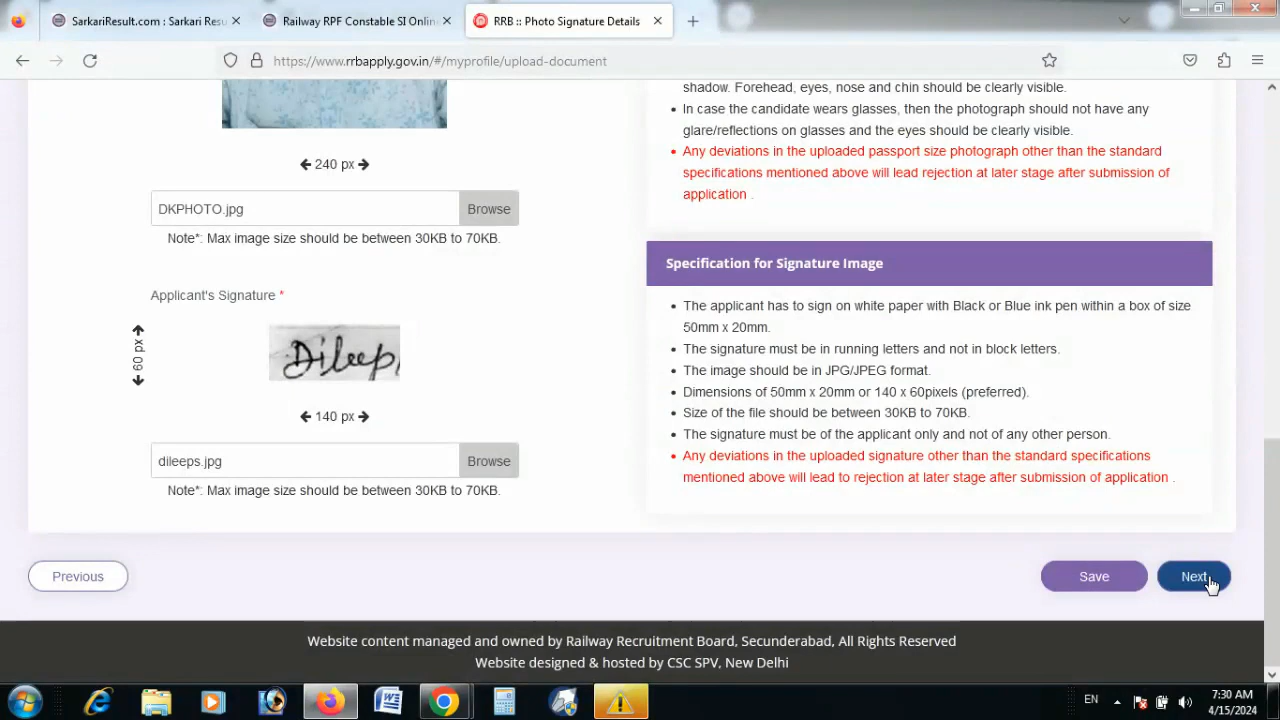 SarkariResult.com : Sarkari Resu
Railway RPF Constable SI Online
RRB :: Photo Signature Details
https://www.rrbapply.gov.in/#/myprofile/upload-document
shadow. Forehead, eyes, nose and chin should be clearly visible.
In case the candidate wears glasses, then the photograph should not have any
glare/reflections on glasses and the eyes should be clearly visible.
Any deviations in the uploaded passport size photograph other than the standard
specifications mentioned above will lead rejection at later stage after submission of
application .
240 px
DKPHOTO.jpg
Browse
Note*: Max image size should be between 30KB to 70KB.
Applicant's Signature *
60 px
Dileep
140 px
dileeps.jpg
Browse
Note*: Max image size should be between 30KB to 70KB.
Specification for Signature Image
The applicant has to sign on white paper with Black or Blue ink pen within a box of size
50mm x 20mm.
The signature must be in running letters and not in block letters.
The image should be in JPG/JPEG format.
Dimensions of 50mm x 20mm or 140 x 60pixels (preferred).
Size of the file should be between 30KB to 70KB.
The signature must be of the applicant only and not of any other person.
Any deviations in the uploaded signature other than the standard specifications
mentioned above will lead to rejection at later stage after submission of application .
Previous
Save
Next
Website content managed and owned by Railway Recruitment Board, Secunderabad, All Rights Reserved
Website designed & hosted by CSC SPV, New Delhi
EN
7:30 AM
4/15/2024